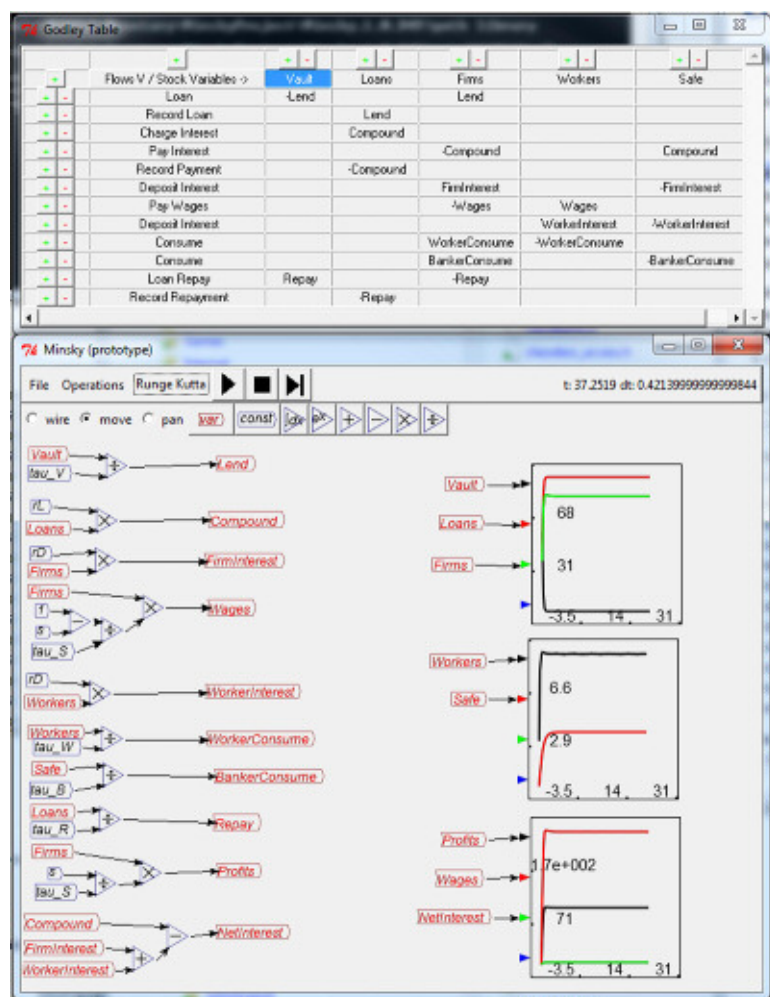 Godley Table
Flows V / Stock Variables -> Vault Loans Firms Workers Safe
Loan -Lend Lend
Record Loan Lend
Charge Interest Compound
Pay Interest -Compound Compound
Record Payment -Compound
Deposit Interest FirmInterest -FirmInterest
Pay Wages -Wages Wages
Deposit Interest WorkerInterest -WorkerInterest
Consume WorkerConsume -WorkerConsume
Consume BankerConsume -BankerConsume
Loan Repay Repay -Repay
Record Repayment -Repay
Minsky (prototype)
File Operations Runge Kutta t: 37.2519 dt: 0.42139999999999844
wire move pan var const ∫dx e^x + − × ÷
Vault
tau_V
Lend
rL
Loans
Compound
rD
Firms
FirmInterest
Firms
1
s
tau_S
Wages
rD
Workers
WorkerInterest
Workers
tau_W
WorkerConsume
Safe
tau_B
BankerConsume
Loans
tau_R
Repay
Firms
s
tau_S
Profits
Compound
FirmInterest
WorkerInterest
NetInterest
Vault
Loans
Firms
68
31
-3.5 14 31
Workers
Safe
6.6
2.9
-3.5 14 31
Profits
Wages
NetInterest
1.7e+002
71
-3.5 14 31